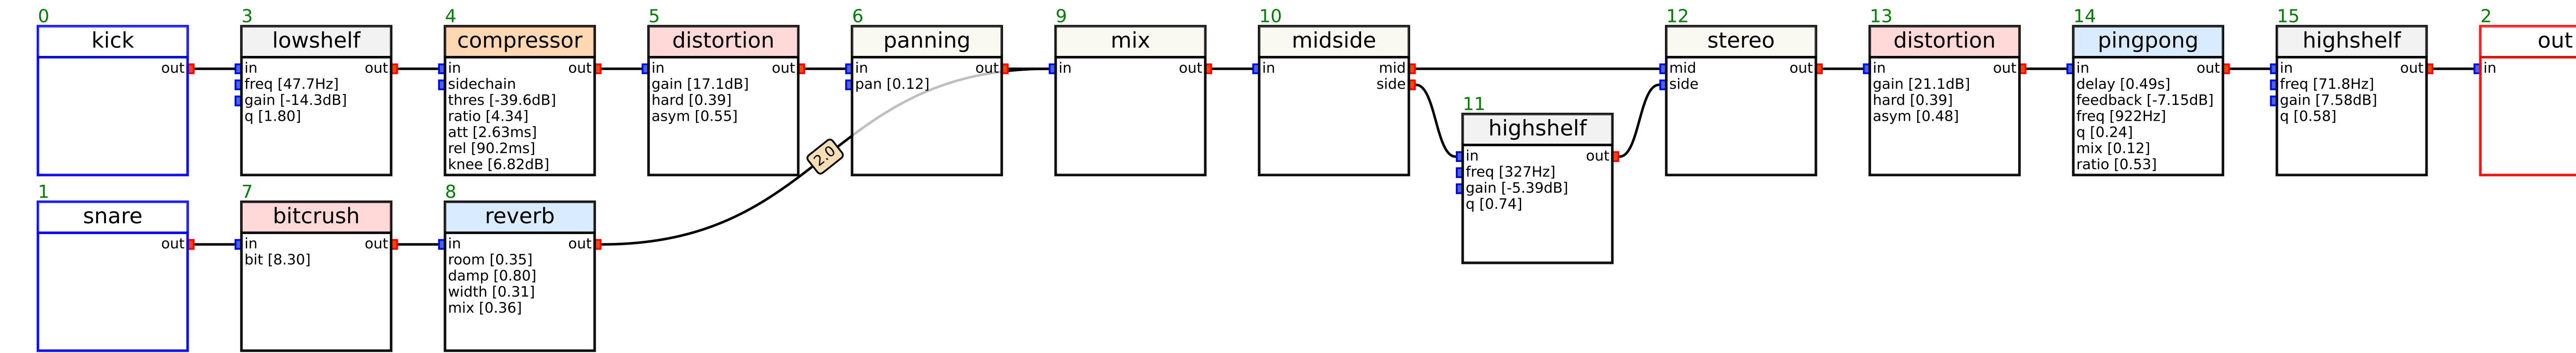 0
kick
out
3
lowshelf
in out
freq [47.7Hz]
gain [-14.3dB]
q [1.80]
4
compressor
in out
sidechain
thres [-39.6dB]
ratio [4.34]
att [2.63ms]
rel [90.2ms]
knee [6.82dB]
5
distortion
in out
gain [17.1dB]
hard [0.39]
asym [0.55]
6
panning
in out
pan [0.12]
9
mix
in out
10
midside
in mid
side
11
highshelf
in out
freq [327Hz]
gain [-5.39dB]
q [0.74]
12
stereo
mid out
side
13
distortion
in out
gain [21.1dB]
hard [0.39]
asym [0.48]
14
pingpong
in out
delay [0.49s]
feedback [-7.15dB]
freq [922Hz]
q [0.24]
mix [0.12]
ratio [0.53]
15
highshelf
in out
freq [71.8Hz]
gain [7.58dB]
q [0.58]
2
out
in
1
snare
out
7
bitcrush
in out
bit [8.30]
8
reverb
in out
room [0.35]
damp [0.80]
width [0.31]
mix [0.36]
2.0